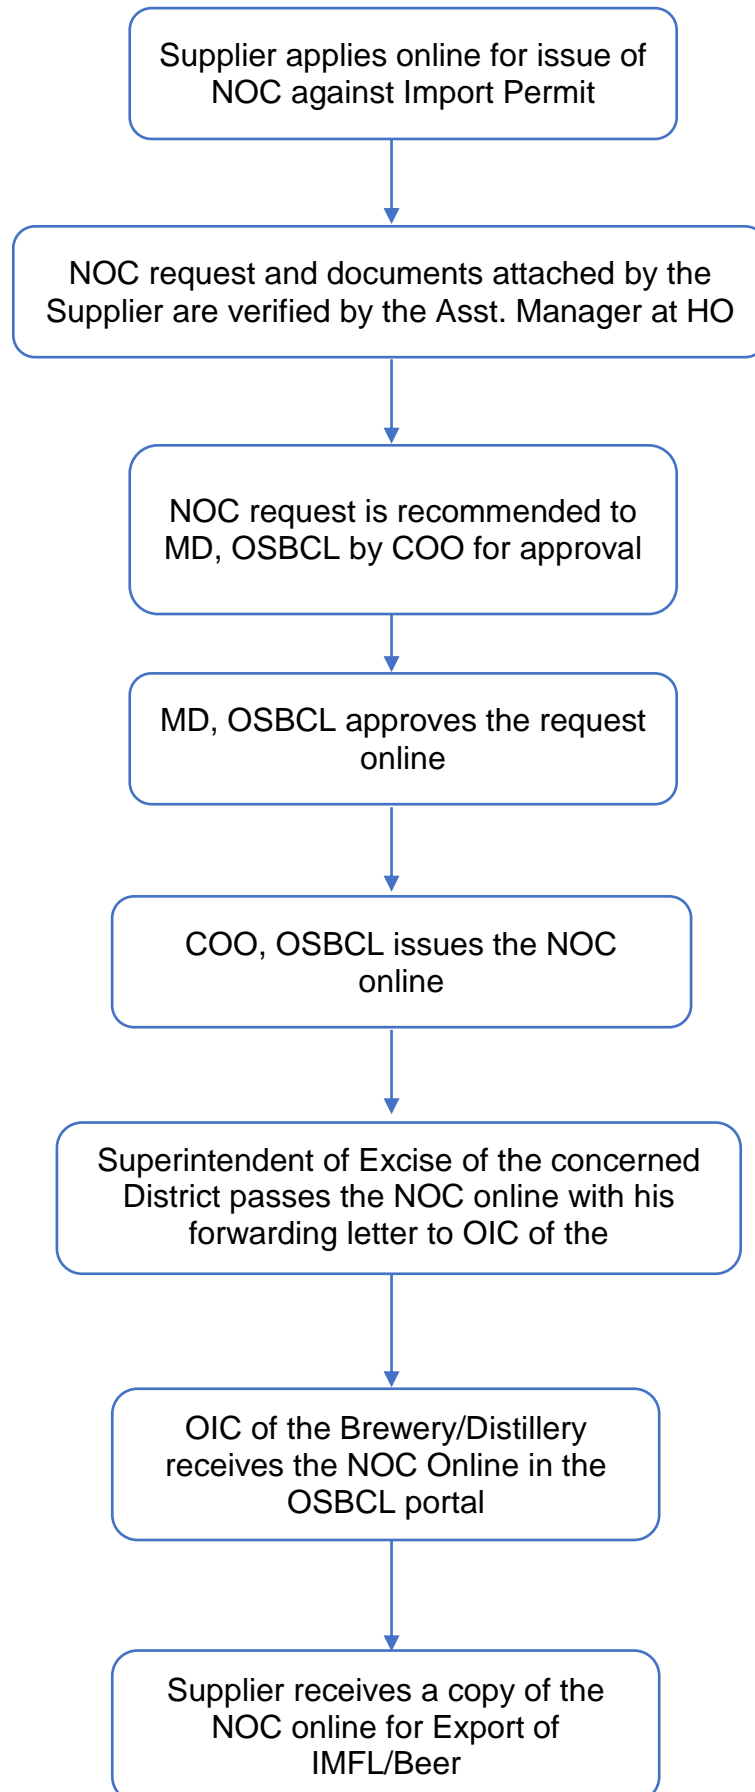 Supplier applies online for issue of
NOC against Import Permit
NOC request and documents attached by the
Supplier are verified by the Asst. Manager at HO
NOC request is recommended to
MD, OSBCL by COO for approval
MD, OSBCL approves the request
online
COO, OSBCL issues the NOC
online
Superintendent of Excise of the concerned
District passes the NOC online with his
forwarding letter to OIC of the
OIC of the Brewery/Distillery
receives the NOC Online in the
OSBCL portal
Supplier receives a copy of the
NOC online for Export of
IMFL/Beer